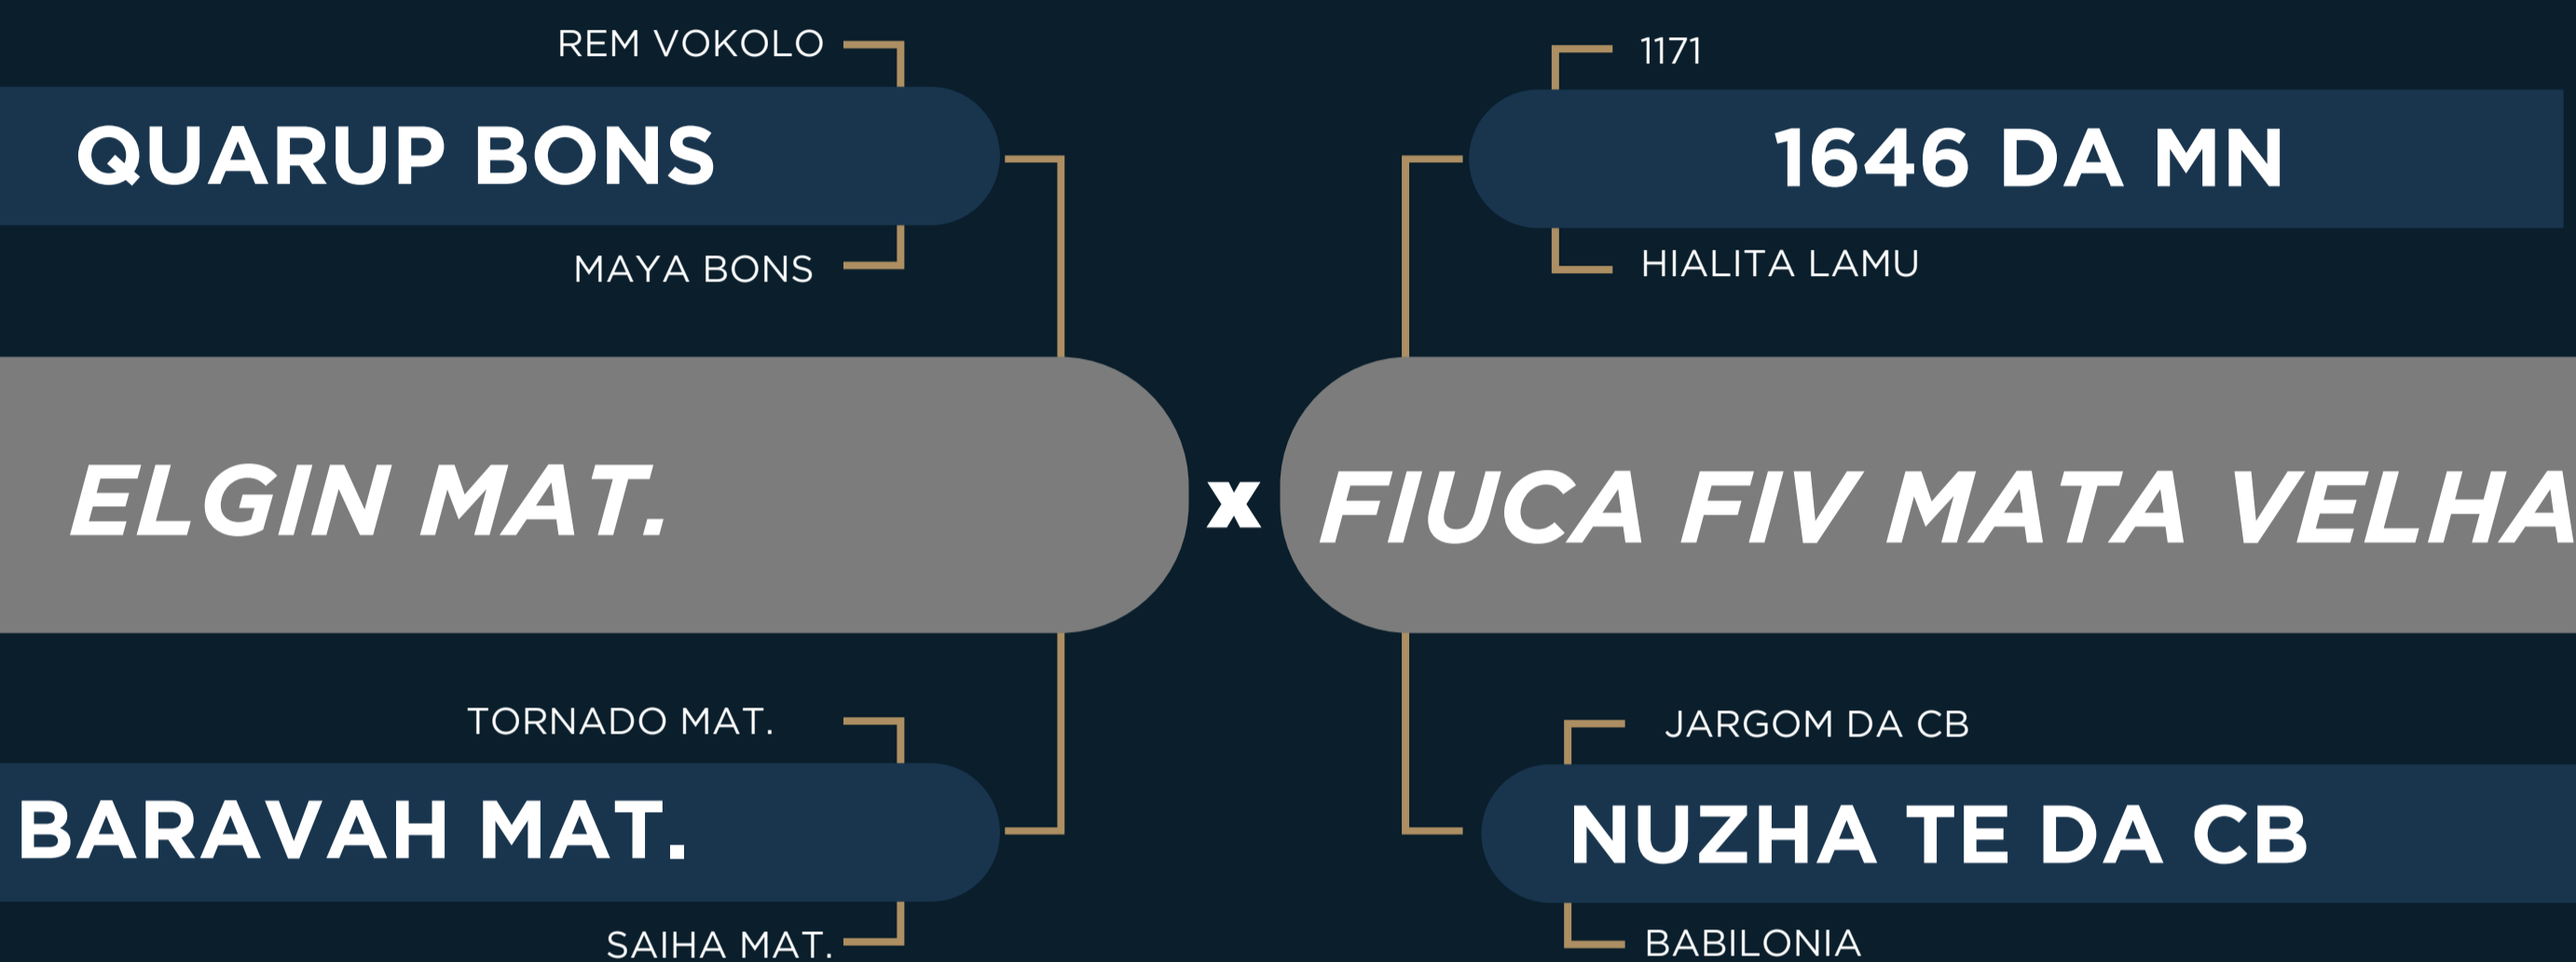 REM VOKOLO
QUARUP BONS
MAYA BONS
ELGIN MAT.
TORNADO MAT.
BARAVAH MAT.
SAIHA MAT.
x
1171
1646 DA MN
HIALITA LAMU
FIUCA FIV MATA VELHA
JARGOM DA CB
NUZHA TE DA CB
BABILONIA